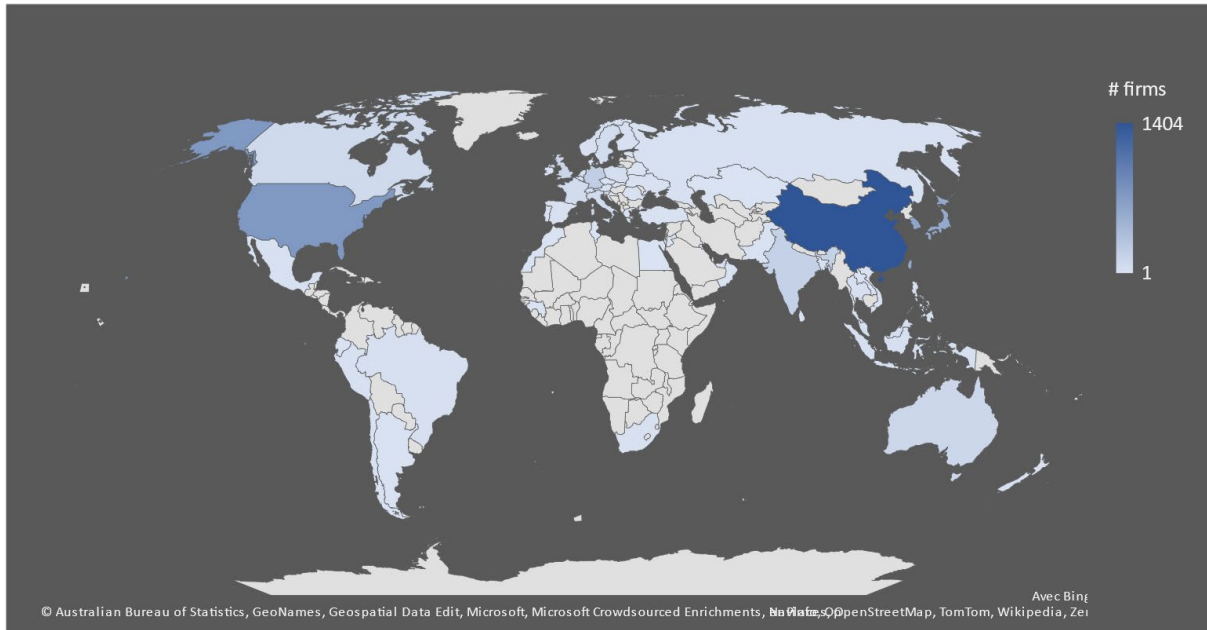 # firms
1404
1
Avec Bing
© Australian Bureau of Statistics, GeoNames, Geospatial Data Edit, Microsoft, Microsoft Crowdsourced Enrichments, OpenStreetMap, TomTom, Wikipedia,